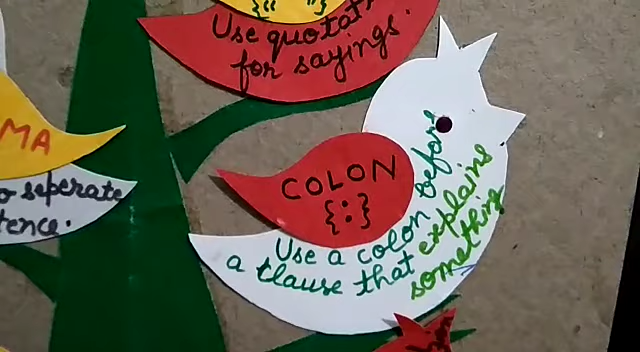 {" "}
Use quotat
for sayings.
MA
o seperate
tence.
COLON
{:}
Use a colon before
a clause that explains
something